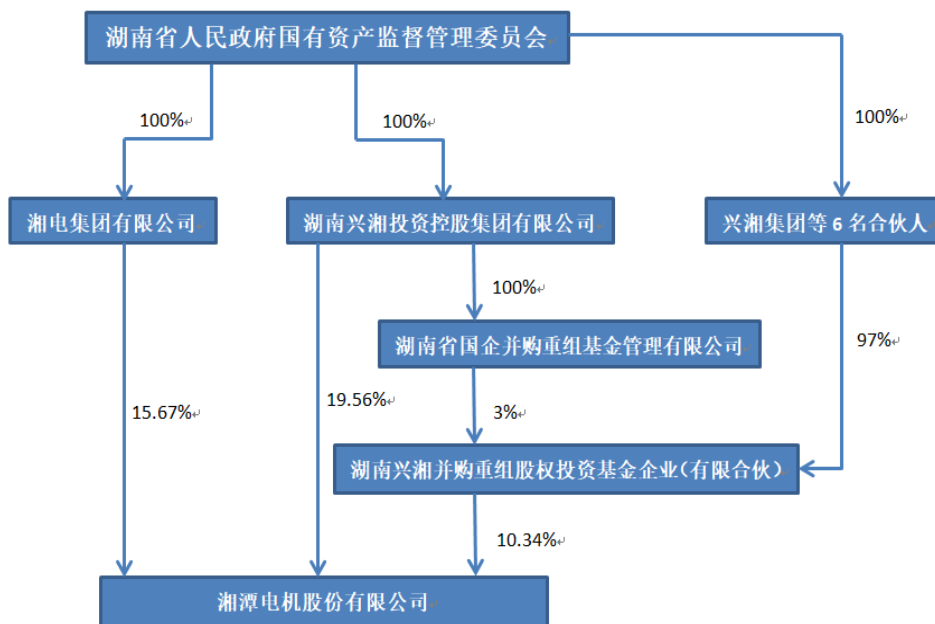 湖南省人民政府国有资产监督管理委员会
100%
100%
100%
湘电集团有限公司
湖南兴湘投资控股集团有限公司
兴湘集团等 6 名合伙人
100%
湖南省国企并购重组基金管理有限公司
97%
15.67%
19.56%
3%
湖南兴湘并购重组股权投资基金企业（有限合伙）
10.34%
湘潭电机股份有限公司